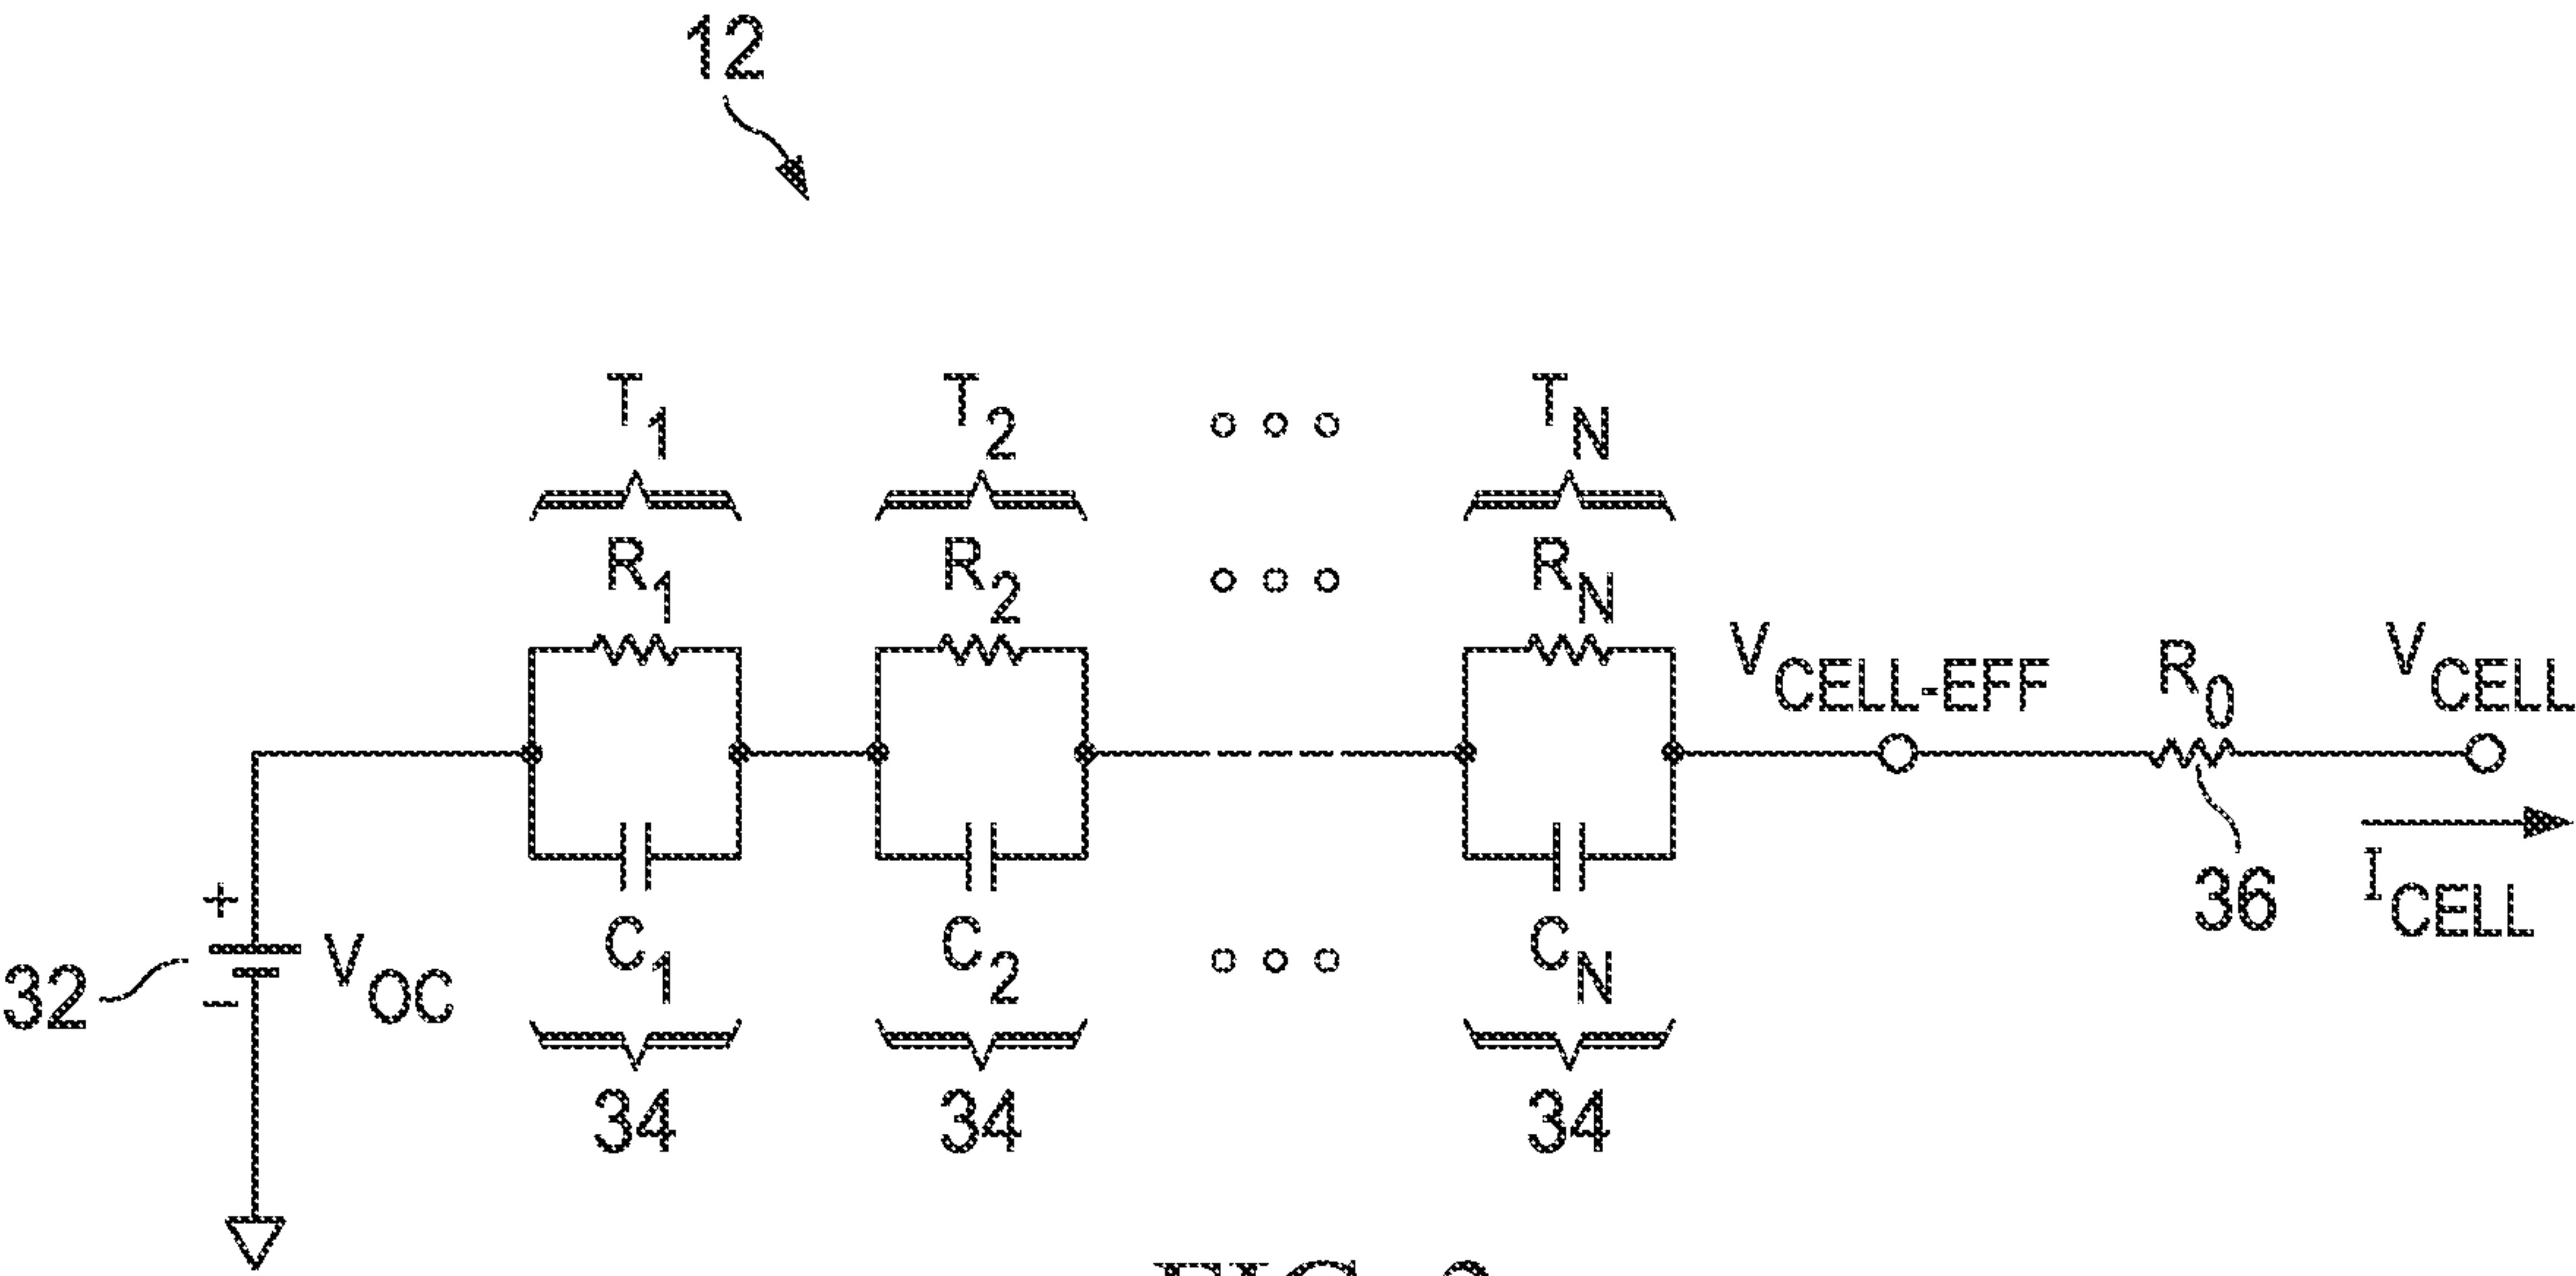 12
T1 T2 ○ ○ ○ TN
R1 R2 ○ ○ ○ RN
VCELL-EFF R0 VCELL
36 ICELL
+
32 VOC
−
C1 C2 ○ ○ ○ CN
34 34 34